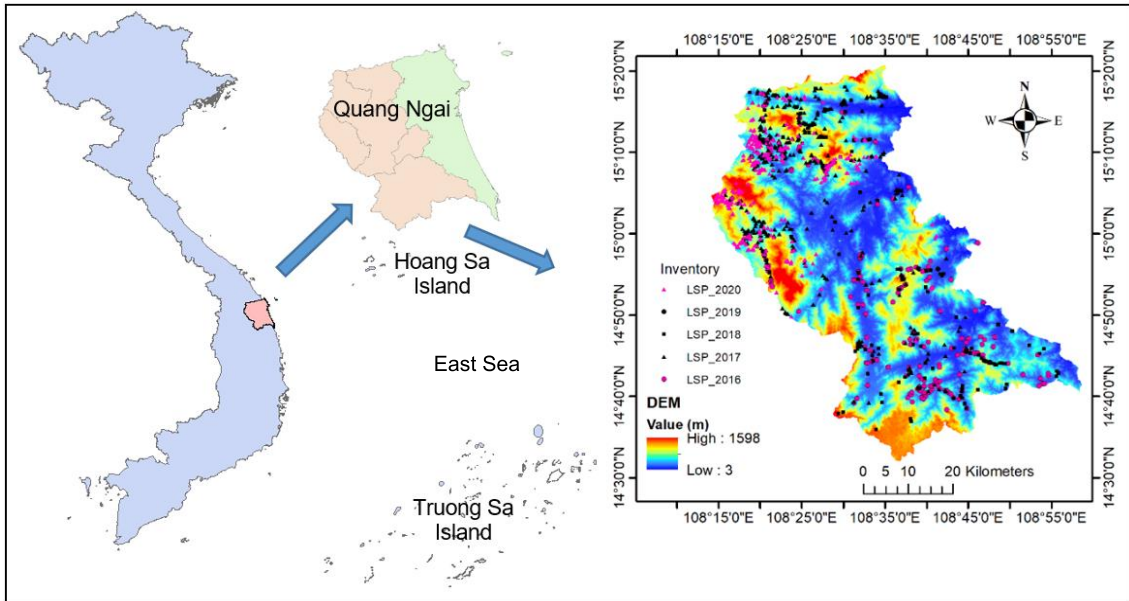 Quang Ngai
Hoang Sa
Island
East Sea
Truong Sa
Island
108°15'0"E 108°25'0"E 108°35'0"E 108°45'0"E 108°55'0"E
15°20'0"N
15°10'0"N
15°0'0"N
14°50'0"N
14°40'0"N
14°30'0"N
N
W E
S
Inventory
LSP_2020
LSP_2019
LSP_2018
LSP_2017
LSP_2016
DEM
Value (m)
High : 1598
Low : 3
0 5 10 20 Kilometers
15°20'0"N
15°10'0"N
15°0'0"N
14°50'0"N
14°40'0"N
14°30'0"N
108°15'0"E 108°25'0"E 108°35'0"E 108°45'0"E 108°55'0"E